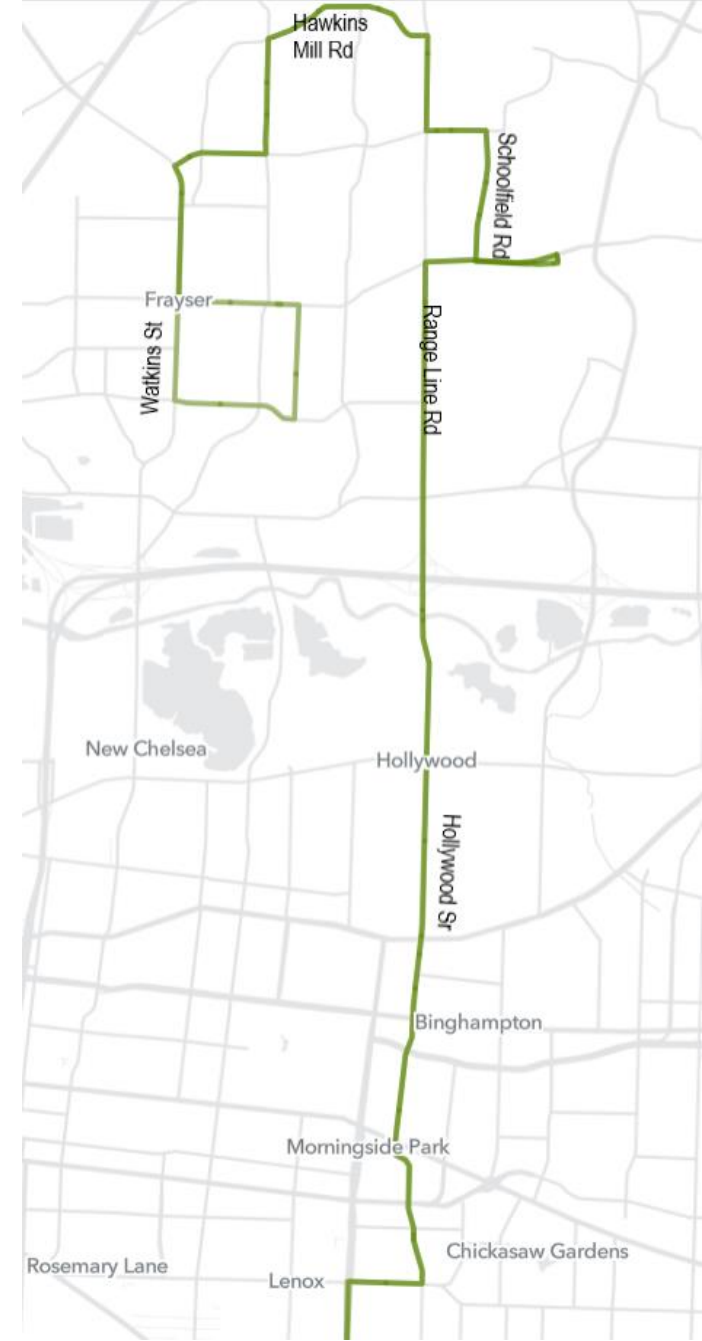 Hawkins
Mill Rd
Schoolfield Rd
Frayser
Range Line Rd
Watkins St
New Chelsea
Hollywood
Hollywood Sr
Binghampton
Morningside Park
Chickasaw Gardens
Rosemary Lane
Lenox